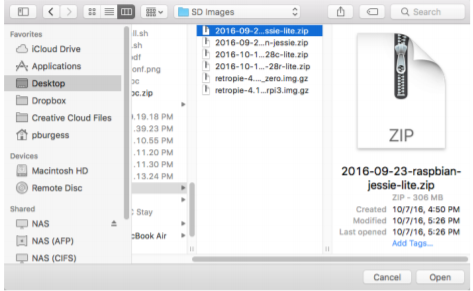 SD Images
Search
Favorites
iCloud Drive
Applications
Desktop
Dropbox
Creative Cloud Files
pburgess
Devices
Macintosh HD
Remote Disc
Shared
NAS
NAS (AFP)
NAS (CIFS)
ll.sh
.sh
odf
onf.png
oc.zip
.19.18 PM
.39.23 PM
.10.55 PM
.11.20 PM
.11.30 PM
.13.24 PM
Stay
cBook Air
2016-09-2...ssie-lite.zip
2016-09-2...n-jessie.zip
2016-10-1...28c-lite.zip
2016-10-1...-28r-lite.zip
retropie-4...._zero.img.gz
retropie-4.1...rpi3.img.gz
ZIP
2016-09-23-raspbian-
jessie-lite.zip
ZIP - 306 MB
Created 10/7/16, 4:50 PM
Modified 10/7/16, 5:26 PM
Last opened 10/7/16, 5:26 PM
Add Tags...
Cancel
Open